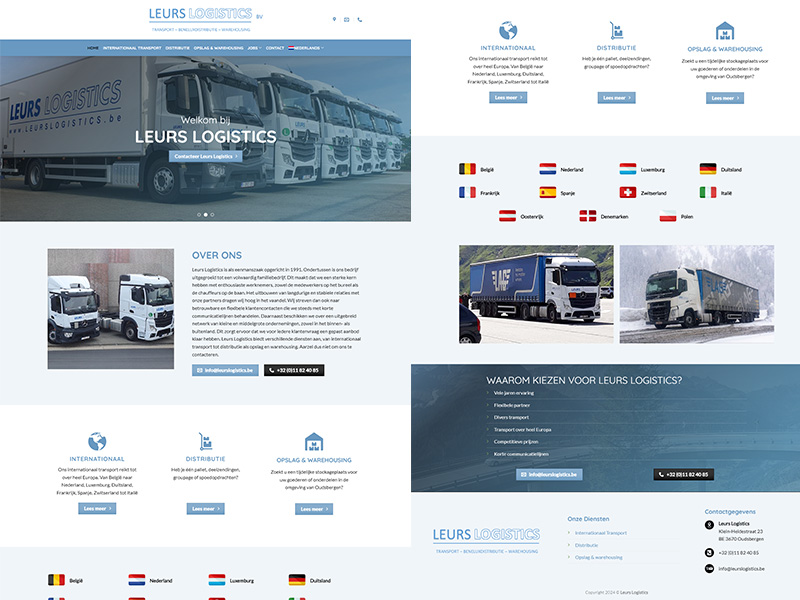 LEURS LOGISTICS BV
TRANSPORT – BENELUXDISTRIBUTIE – WAREHOUSING
HOME INTERNATIONAAL TRANSPORT DISTRIBUTIE OPSLAG & WAREHOUSING JOBS CONTACT NEDERLANDS
LEURS LOGISTICS
www.LEURSLOGISTICS.be
Welkom bij
LEURS LOGISTICS
Contacteer Leurs Logistics
OVER ONS
Leurs Logistics is als eenmanszaak opgericht in 1991. Ondertussen is ons bedrijf
uitgegroeid tot een volwaardig familiebedrijf! Dit maakt dat we een sterke kern
hebben met enthousiaste werknemers, zowel de medewerkers op het bureel als
de chauffeurs op de baan. Het uitbouwen van langdurige en stabiele relaties met
onze partners dragen wij hoog in het vaandel. Wij streven dan ook naar
betrouwbare en flexibele klantencontacten die we steeds met korte
communicatielijnen behandelen. Daarnaast beschikken we over een uitgebreid
netwerk van kleine en middelgrote ondernemingen, zowel in het binnen- als
buitenland. Dit zorgt ervoor dat we voor iedere klantenvraag een gepast aanbod
klaar hebben. Leurs Logistics biedt verschillende diensten aan, van internationaal
transport tot distributie als opslag en warehousing. Aarzel dus niet om ons te
contacteren.
info@leurslogistics.be +32 (0)11 82 40 85
INTERNATIONAAL
Ons internationaal transport reikt tot
over heel Europa. Van België naar
Nederland, Luxemburg, Duitsland,
Frankrijk, Spanje, Zwitserland tot Italië
Lees meer
DISTRIBUTIE
Heb je één pallet, deelzendingen,
groupage of spoedopdrachten?
Lees meer
OPSLAG & WAREHOUSING
Zoekt u een tijdelijke stockageplaats voor
uw goederen of onderdelen in de
omgeving van Oudsbergen?
Lees meer
België Nederland Luxemburg Duitsland
INTERNATIONAAL
Ons internationaal transport reikt tot
over heel Europa. Van België naar
Nederland, Luxemburg, Duitsland,
Frankrijk, Spanje, Zwitserland tot Italië
Lees meer
DISTRIBUTIE
Heb je één pallet, deelzendingen,
groupage of spoedopdrachten?
Lees meer
OPSLAG & WAREHOUSING
Zoekt u een tijdelijke stockageplaats voor
uw goederen of onderdelen in de
omgeving van Oudsbergen?
Lees meer
België Nederland Luxemburg Duitsland
Frankrijk Spanje Zwitserland Italië
Oostenrijk Denemarken Polen
WAAROM KIEZEN VOOR LEURS LOGISTICS?
Vele jaren ervaring
Flexibele partner
Divers transport
Transport over heel Europa
Competitieve prijzen
Korte communicatielijnen
info@leurslogistics.be +32 (0)11 82 40 85
LEURS LOGISTICS
TRANSPORT – BENELUXDISTRIBUTIE – WAREHOUSING
Onze Diensten
Internationaal Transport
Distributie
Opslag & warehousing
Contactgegevens
Leurs Logistics
Klein-Heidestraat 23
BE 3670 Oudsbergen
+32 (0)11 82 40 85
info@leurslogistics.be
Copyright 2024 © Leurs Logistics